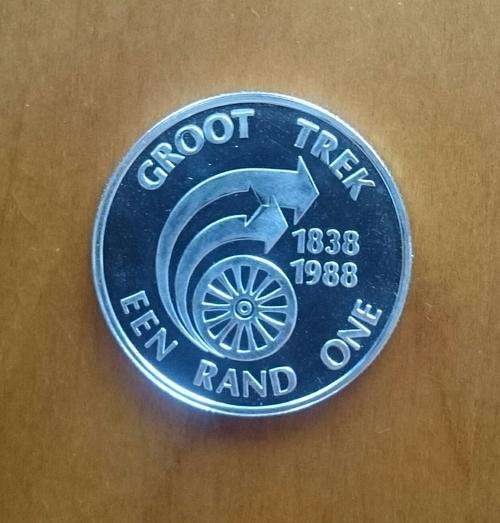 GROOT TREK
1838
1988
EEN RAND ONE